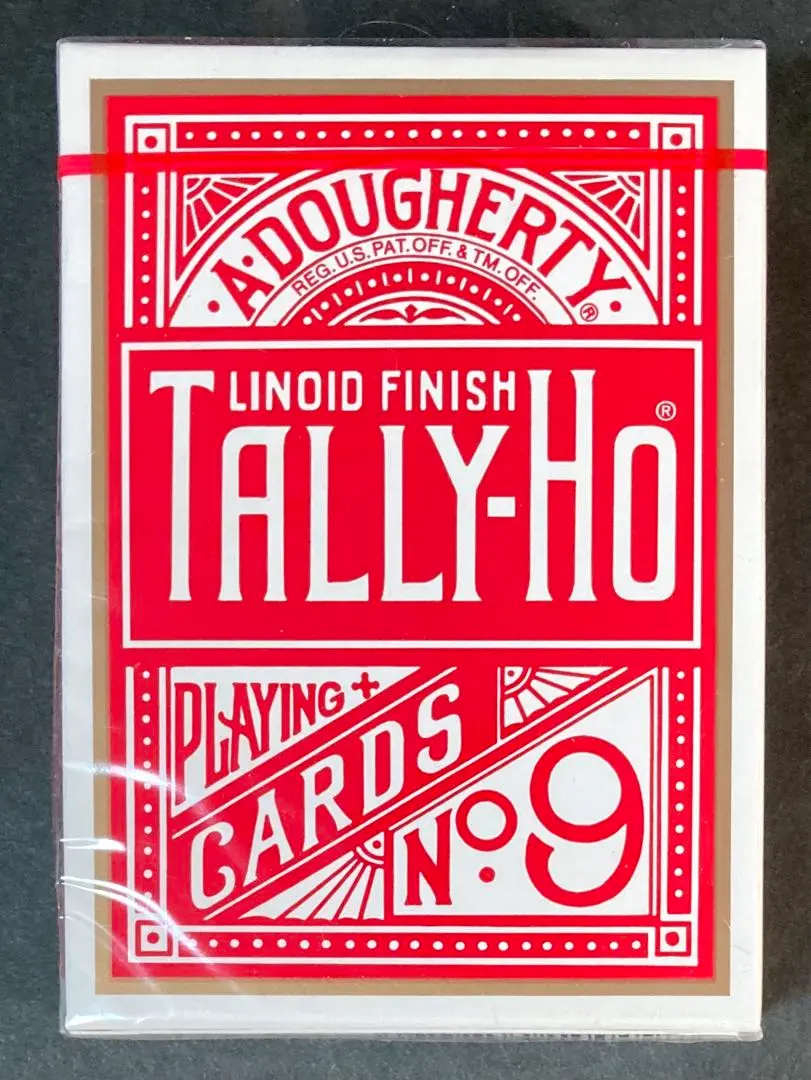 A. DOUGHERTY ®
REG. U.S. PAT. OFF. & TM. OFF.
LINOID FINISH
TALLY-HO ®
PLAYING
CARDS
No. 9